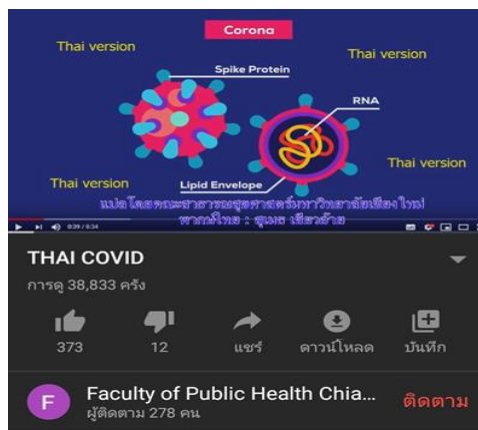 Corona
Thai version
Thai version
Spike Protein
RNA
Thai version
Thai version
Lipid Envelope
แปลโดยคณะสาธารณสุขศาสตร์มหาวิทยาลัยเชียงใหม่
พากษ์ไทย : สุเมธ เขียวล้าย
0:39 / 8:34
THAI COVID
การดู 38,833 ครั้ง
373
12
แชร์
ดาวน์โหลด
บันทึก
F
Faculty of Public Health Chia...
ผู้ติดตาม 278 คน
ติดตาม